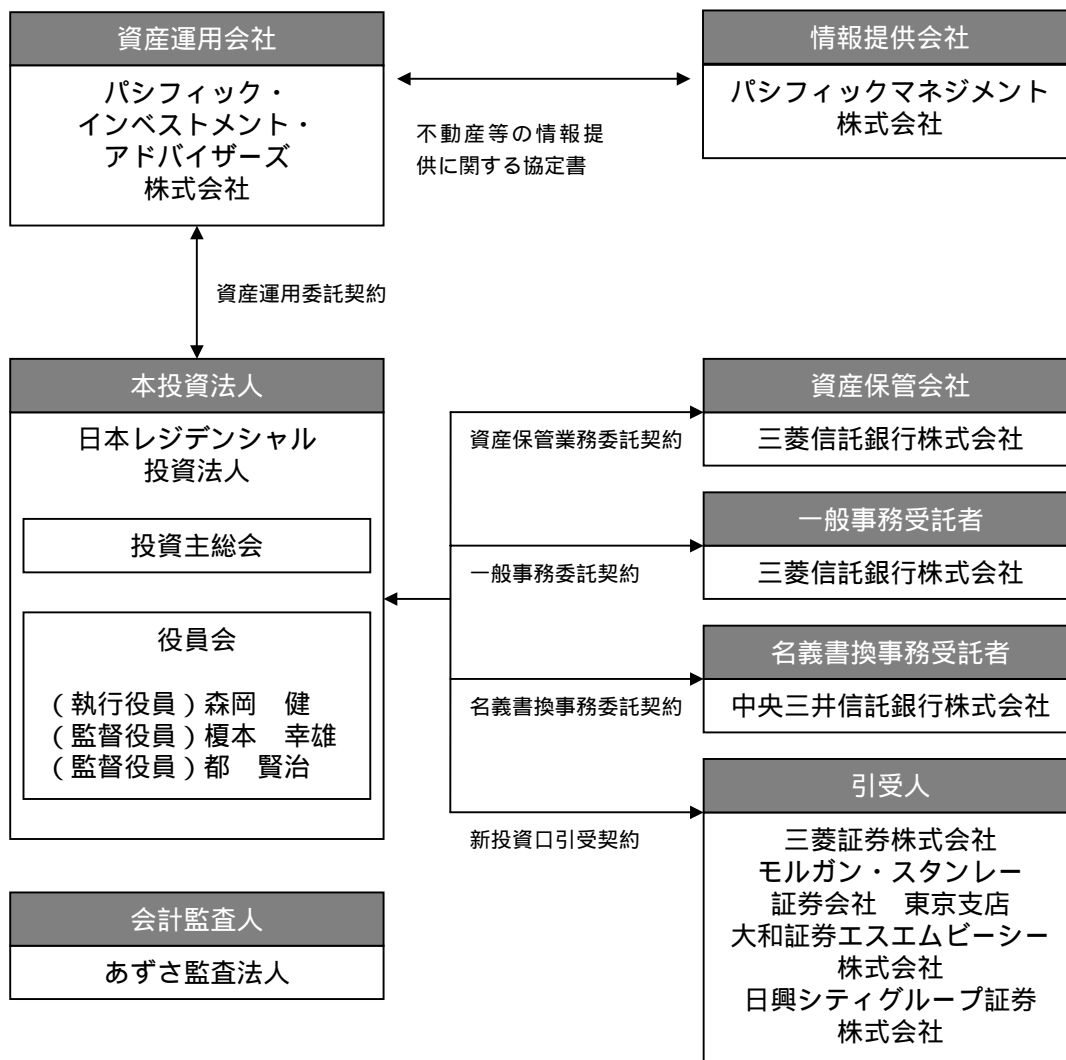 資産運用会社
パシフィック・
インベストメント・
アドバイザーズ
株式会社
不動産等の情報提
供に関する協定書
情報提供会社
パシフィックマネジメント
株式会社
資産運用委託契約
本投資法人
日本レジデンシャル
投資法人
投資主総会
役員会
(執行役員)森岡　健
(監督役員)榎本　幸雄
(監督役員)都　賢治
資産保管業務委託契約
資産保管会社
三菱信託銀行株式会社
一般事務委託契約
一般事務受託者
三菱信託銀行株式会社
名義書換事務委託契約
名義書換事務受託者
中央三井信託銀行株式会社
新投資口引受契約
引受人
三菱証券株式会社
モルガン・スタンレー
証券会社　東京支店
大和証券エスエムビーシー
株式会社
日興シティグループ証券
株式会社
会計監査人
あずさ監査法人